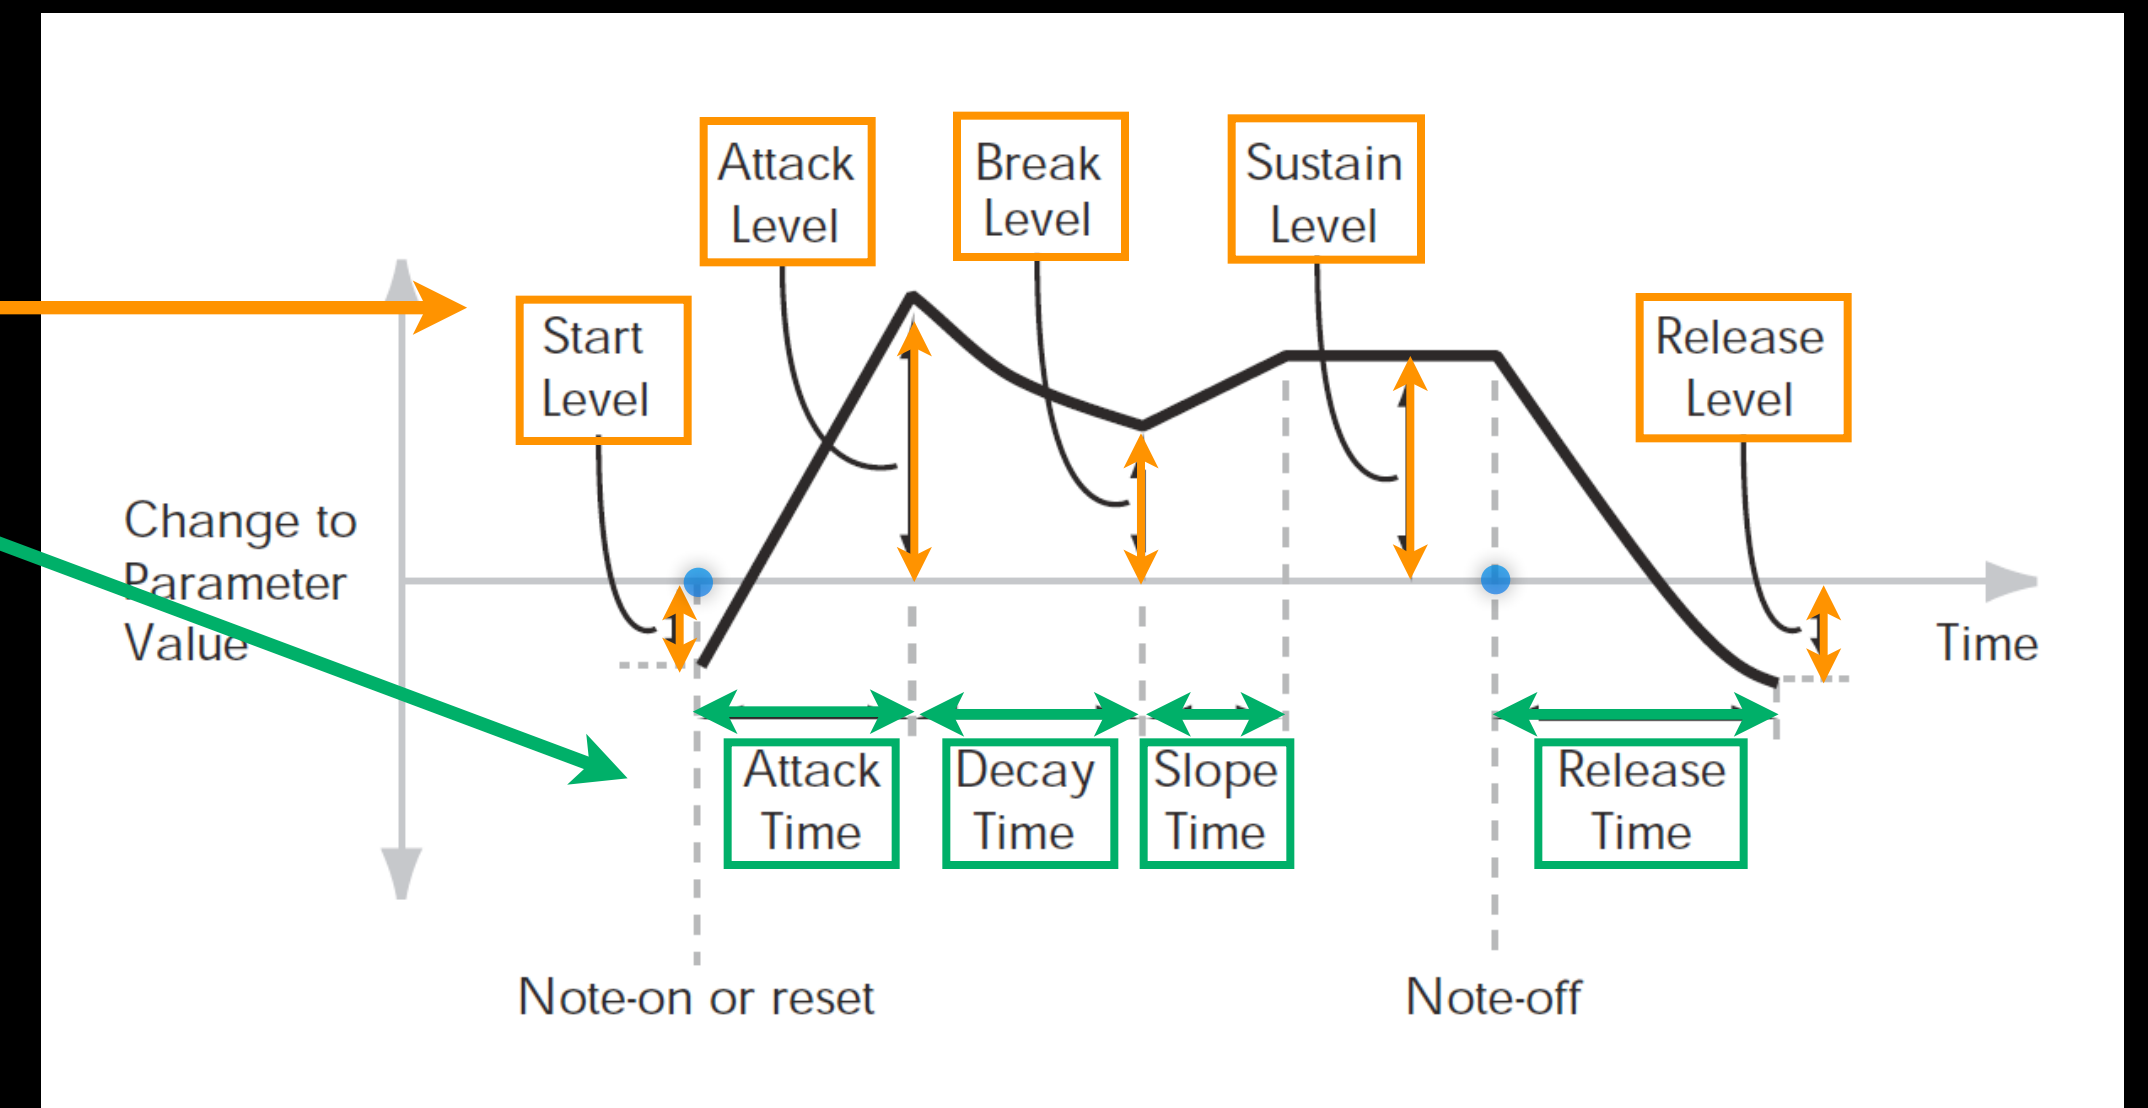 Attack
Level
Break
Level
Sustain
Level
Start
Level
Release
Level
Change to
Parameter
Value
Time
Attack
Time
Decay
Time
Slope
Time
Release
Time
Note-on or reset
Note-off